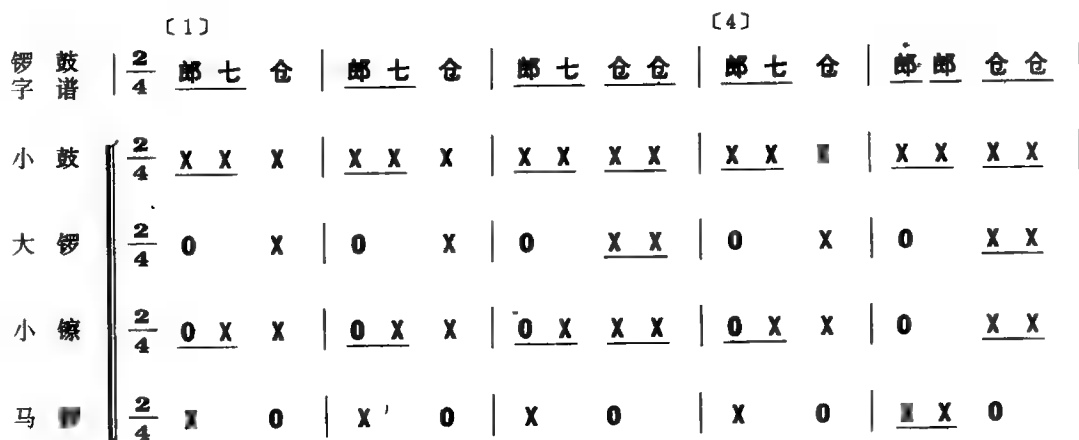 〔1〕 〔4〕
锣鼓字谱 2/4 郎七仓 | 郎七仓 | 郎七仓仓 | 郎七仓 | 郎郎仓仓
小鼓 2/4 X X X | X X X | X X X X | X X | X X X X
大锣 2/4 0 X | 0 X | 0 X X | 0 X | 0 X X
小镲 2/4 0 X X | 0 X X | 0 X X X | 0 X X | 0 X X
马 2/4 X 0 | X 0 | X 0 | X 0 | X 0